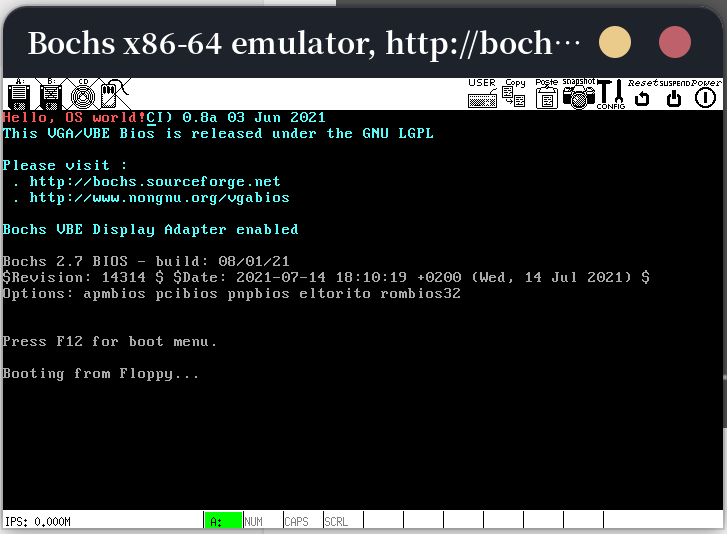 Bochs x86-64 emulator, http://boch…
A: B: CD USER Copy Paste Snapshot CONFIG Reset SUSPEND Power
Hello, OS world!CI) 0.8a 03 Jun 2021
This VGA/VBE Bios is released under the GNU LGPL
Please visit :
. http://bochs.sourceforge.net
. http://www.nongnu.org/vgabios
Bochs VBE Display Adapter enabled
Bochs 2.7 BIOS - build: 08/01/21
$Revision: 14314 $ $Date: 2021-07-14 18:10:19 +0200 (Wed, 14 Jul 2021) $
Options: apmbios pcibios pnpbios eltorito rombios32
Press F12 for boot menu.
Booting from Floppy...
IPS: 0.000M A: NUM CAPS SCRL